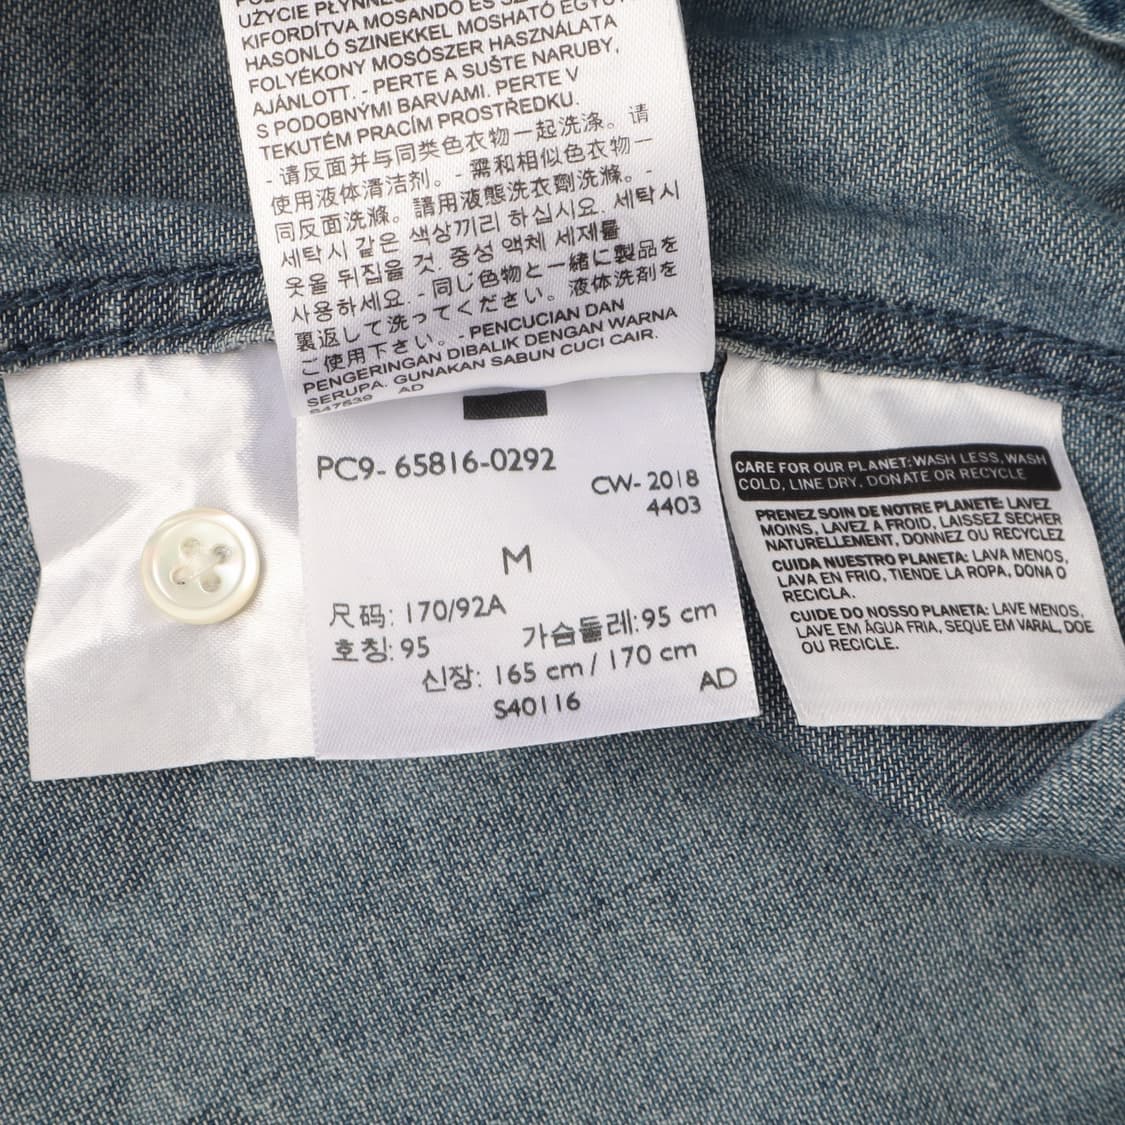 UŻYCIE PŁYNNE
KIFORDÍTVA MOSANDÓ ÉS
HASONLÓ SZINEKKEL MOSHATÓ EGYÜ
FOLYÉKONY MOSÓSZER HASZNÁLATA
AJÁNLOTT. - PERTE A SUŠTE NARUBY,
S PODOBNÝMI BARVAMI. PERTE V
TEKUTÉM PRACÍM PROSTŘEDKU.
- 请反面并与同类色衣物一起洗涤。请
使用液体清洁剂。- 需和相似色衣物一
同反面洗滌。請用液態洗衣劑洗滌。-
세탁시 같은 색상끼리 하십시요. 세탁시
옷을 뒤집을 것. 중성 액체 세제를
사용하세요. - 同じ色物と一緒に製品を
裏返して洗ってください。液体洗剤を
ご使用下さい。- PENCUCIAN DAN
PENGERINGAN DIBALIK DENGAN WARNA
SERUPA. GUNAKAN SABUN CUCI CAIR.
S47539 AD
PC9- 65816-0292
CW- 2018
4403
M
尺码: 170/92A
호칭: 95 가슴둘레: 95 cm
신장: 165 cm / 170 cm
S40116 AD
CARE FOR OUR PLANET: WASH LESS, WASH
COLD, LINE DRY, DONATE OR RECYCLE
PRENEZ SOIN DE NOTRE PLANETE: LAVEZ
MOINS, LAVEZ A FROID, LAISSEZ SECHER
NATURELLEMENT, DONNEZ OU RECYCLEZ
CUIDA NUESTRO PLANETA: LAVA MENOS,
LAVA EN FRIO, TIENDE LA ROPA, DONA O
RECICLA.
CUIDE DO NOSSO PLANETA: LAVE MENOS,
LAVE EM ÁGUA FRIA, SEQUE EM VARAL, DOE
OU RECICLE.